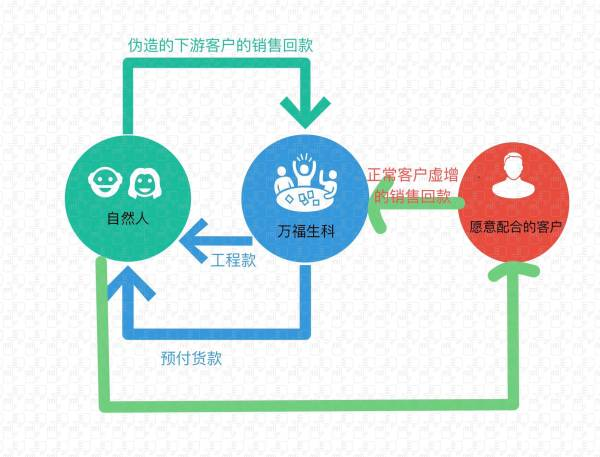 伪造的下游客户的销售回款
正常客户虚增
的销售回款
自然人
万福生科
愿意配合的客户
工程款
预付货款